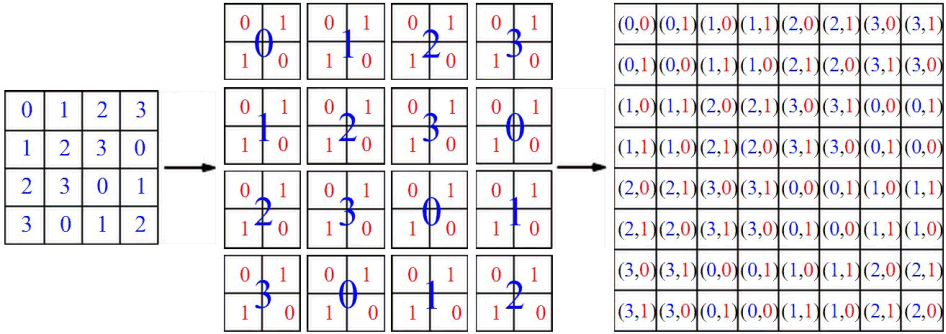 0 1 2 3
1 2 3 0
2 3 0 1
3 0 1 2
0 1 0 1 0 1 0 1
0 1 2 3
1 0 1 0 1 0 1 0
0 1 0 1 0 1 0 1
1 2 3 0
1 0 1 0 1 0 1 0
0 1 0 1 0 1 0 1
2 3 0 1
1 0 1 0 1 0 1 0
0 1 0 1 0 1 0 1
3 0 1 2
1 0 1 0 1 0 1 0
(0,0) (0,1) (1,0) (1,1) (2,0) (2,1) (3,0) (3,1)
(0,1) (0,0) (1,1) (1,0) (2,1) (2,0) (3,1) (3,0)
(1,0) (1,1) (2,0) (2,1) (3,0) (3,1) (0,0) (0,1)
(1,1) (1,0) (2,1) (2,0) (3,1) (3,0) (0,1) (0,0)
(2,0) (2,1) (3,0) (3,1) (0,0) (0,1) (1,0) (1,1)
(2,1) (2,0) (3,1) (3,0) (0,1) (0,0) (1,1) (1,0)
(3,0) (3,1) (0,0) (0,1) (1,0) (1,1) (2,0) (2,1)
(3,1) (3,0) (0,1) (0,0) (1,1) (1,0) (2,1) (2,0)